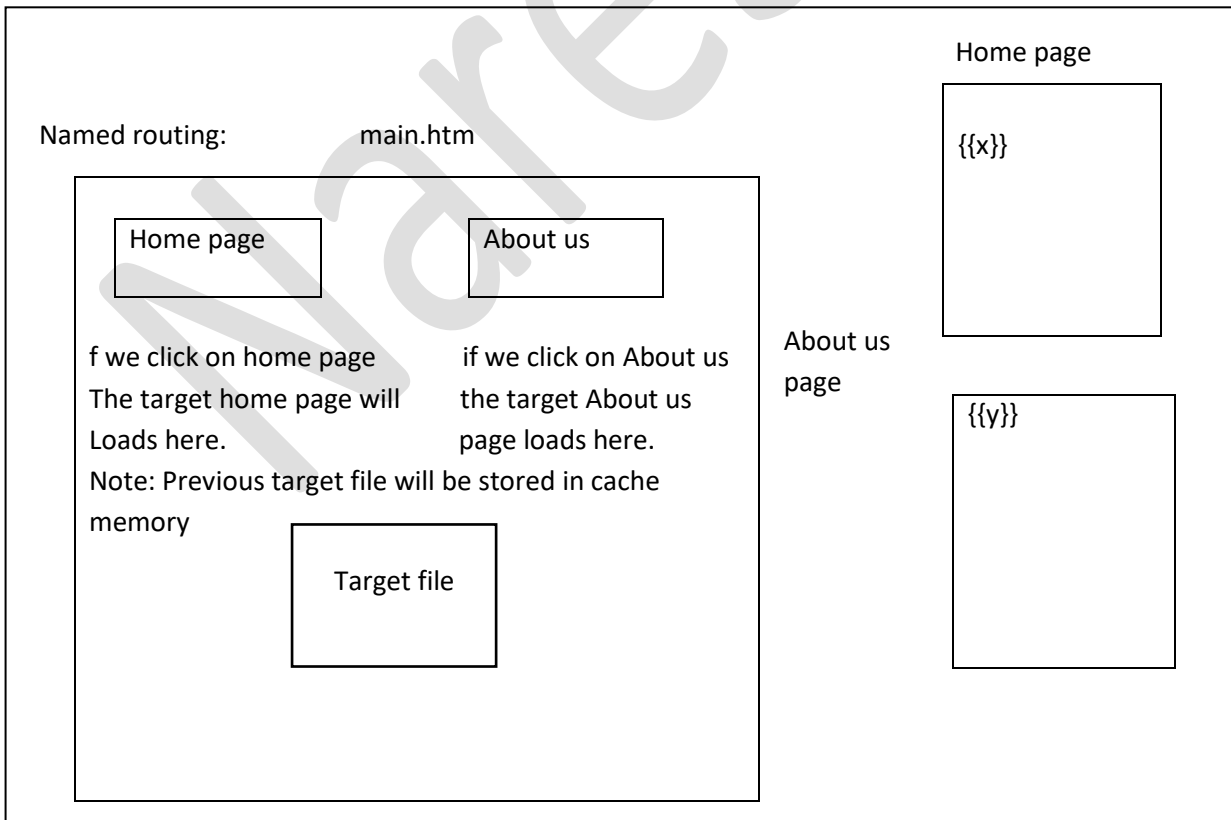 Home page
Named routing: main.htm
{{x}}
Home page About us
f we click on home page if we click on About us
The target home page will the target About us
Loads here. page loads here.
Note: Previous target file will be stored in cache
memory
Target file
About us
page
{{y}}